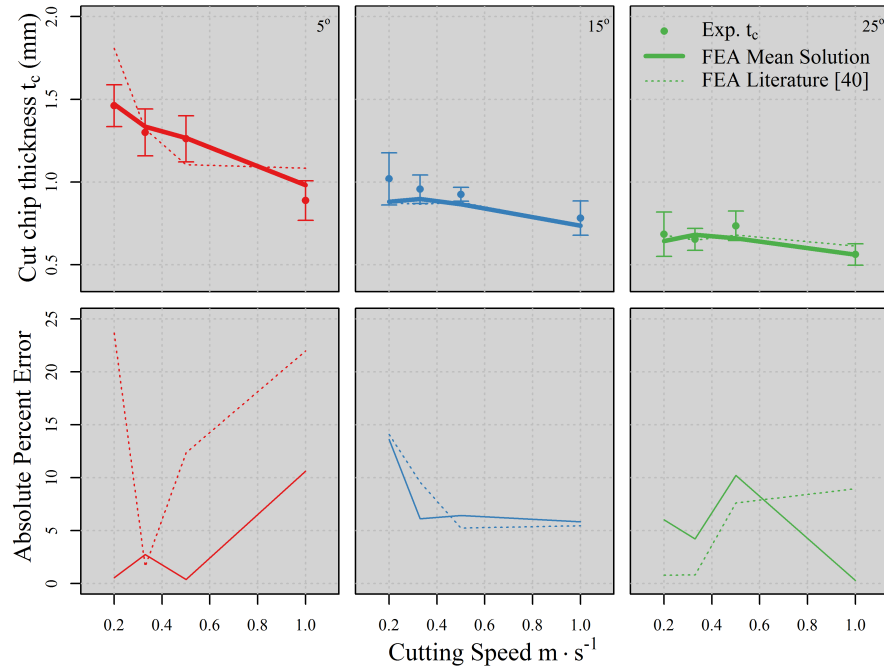 Cut chip thickness t_c (mm)
2.0
1.5
1.0
0.5
5°
15°
25°
Exp. t_c
FEA Mean Solution
FEA Literature [40]
Absolute Percent Error
25
20
15
10
5
0
0.2 0.4 0.6 0.8 1.0
0.2 0.4 0.6 0.8 1.0
0.2 0.4 0.6 0.8 1.0
Cutting Speed m · s⁻¹